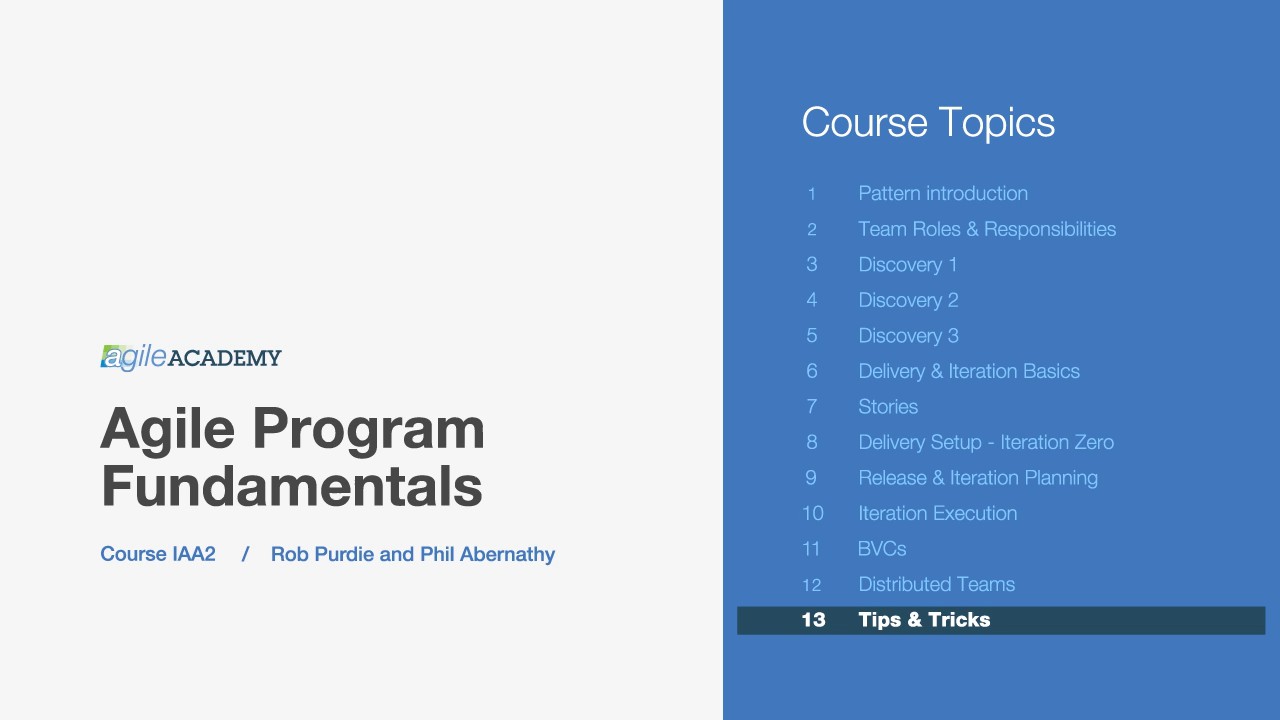 agileACADEMY
Agile Program
Fundamentals
Course IAA2 / Rob Purdie and Phil Abernathy
Course Topics
1 Pattern introduction
2 Team Roles & Responsibilities
3 Discovery 1
4 Discovery 2
5 Discovery 3
6 Delivery & Iteration Basics
7 Stories
8 Delivery Setup - Iteration Zero
9 Release & Iteration Planning
10 Iteration Execution
11 BVCs
12 Distributed Teams
13 Tips & Tricks